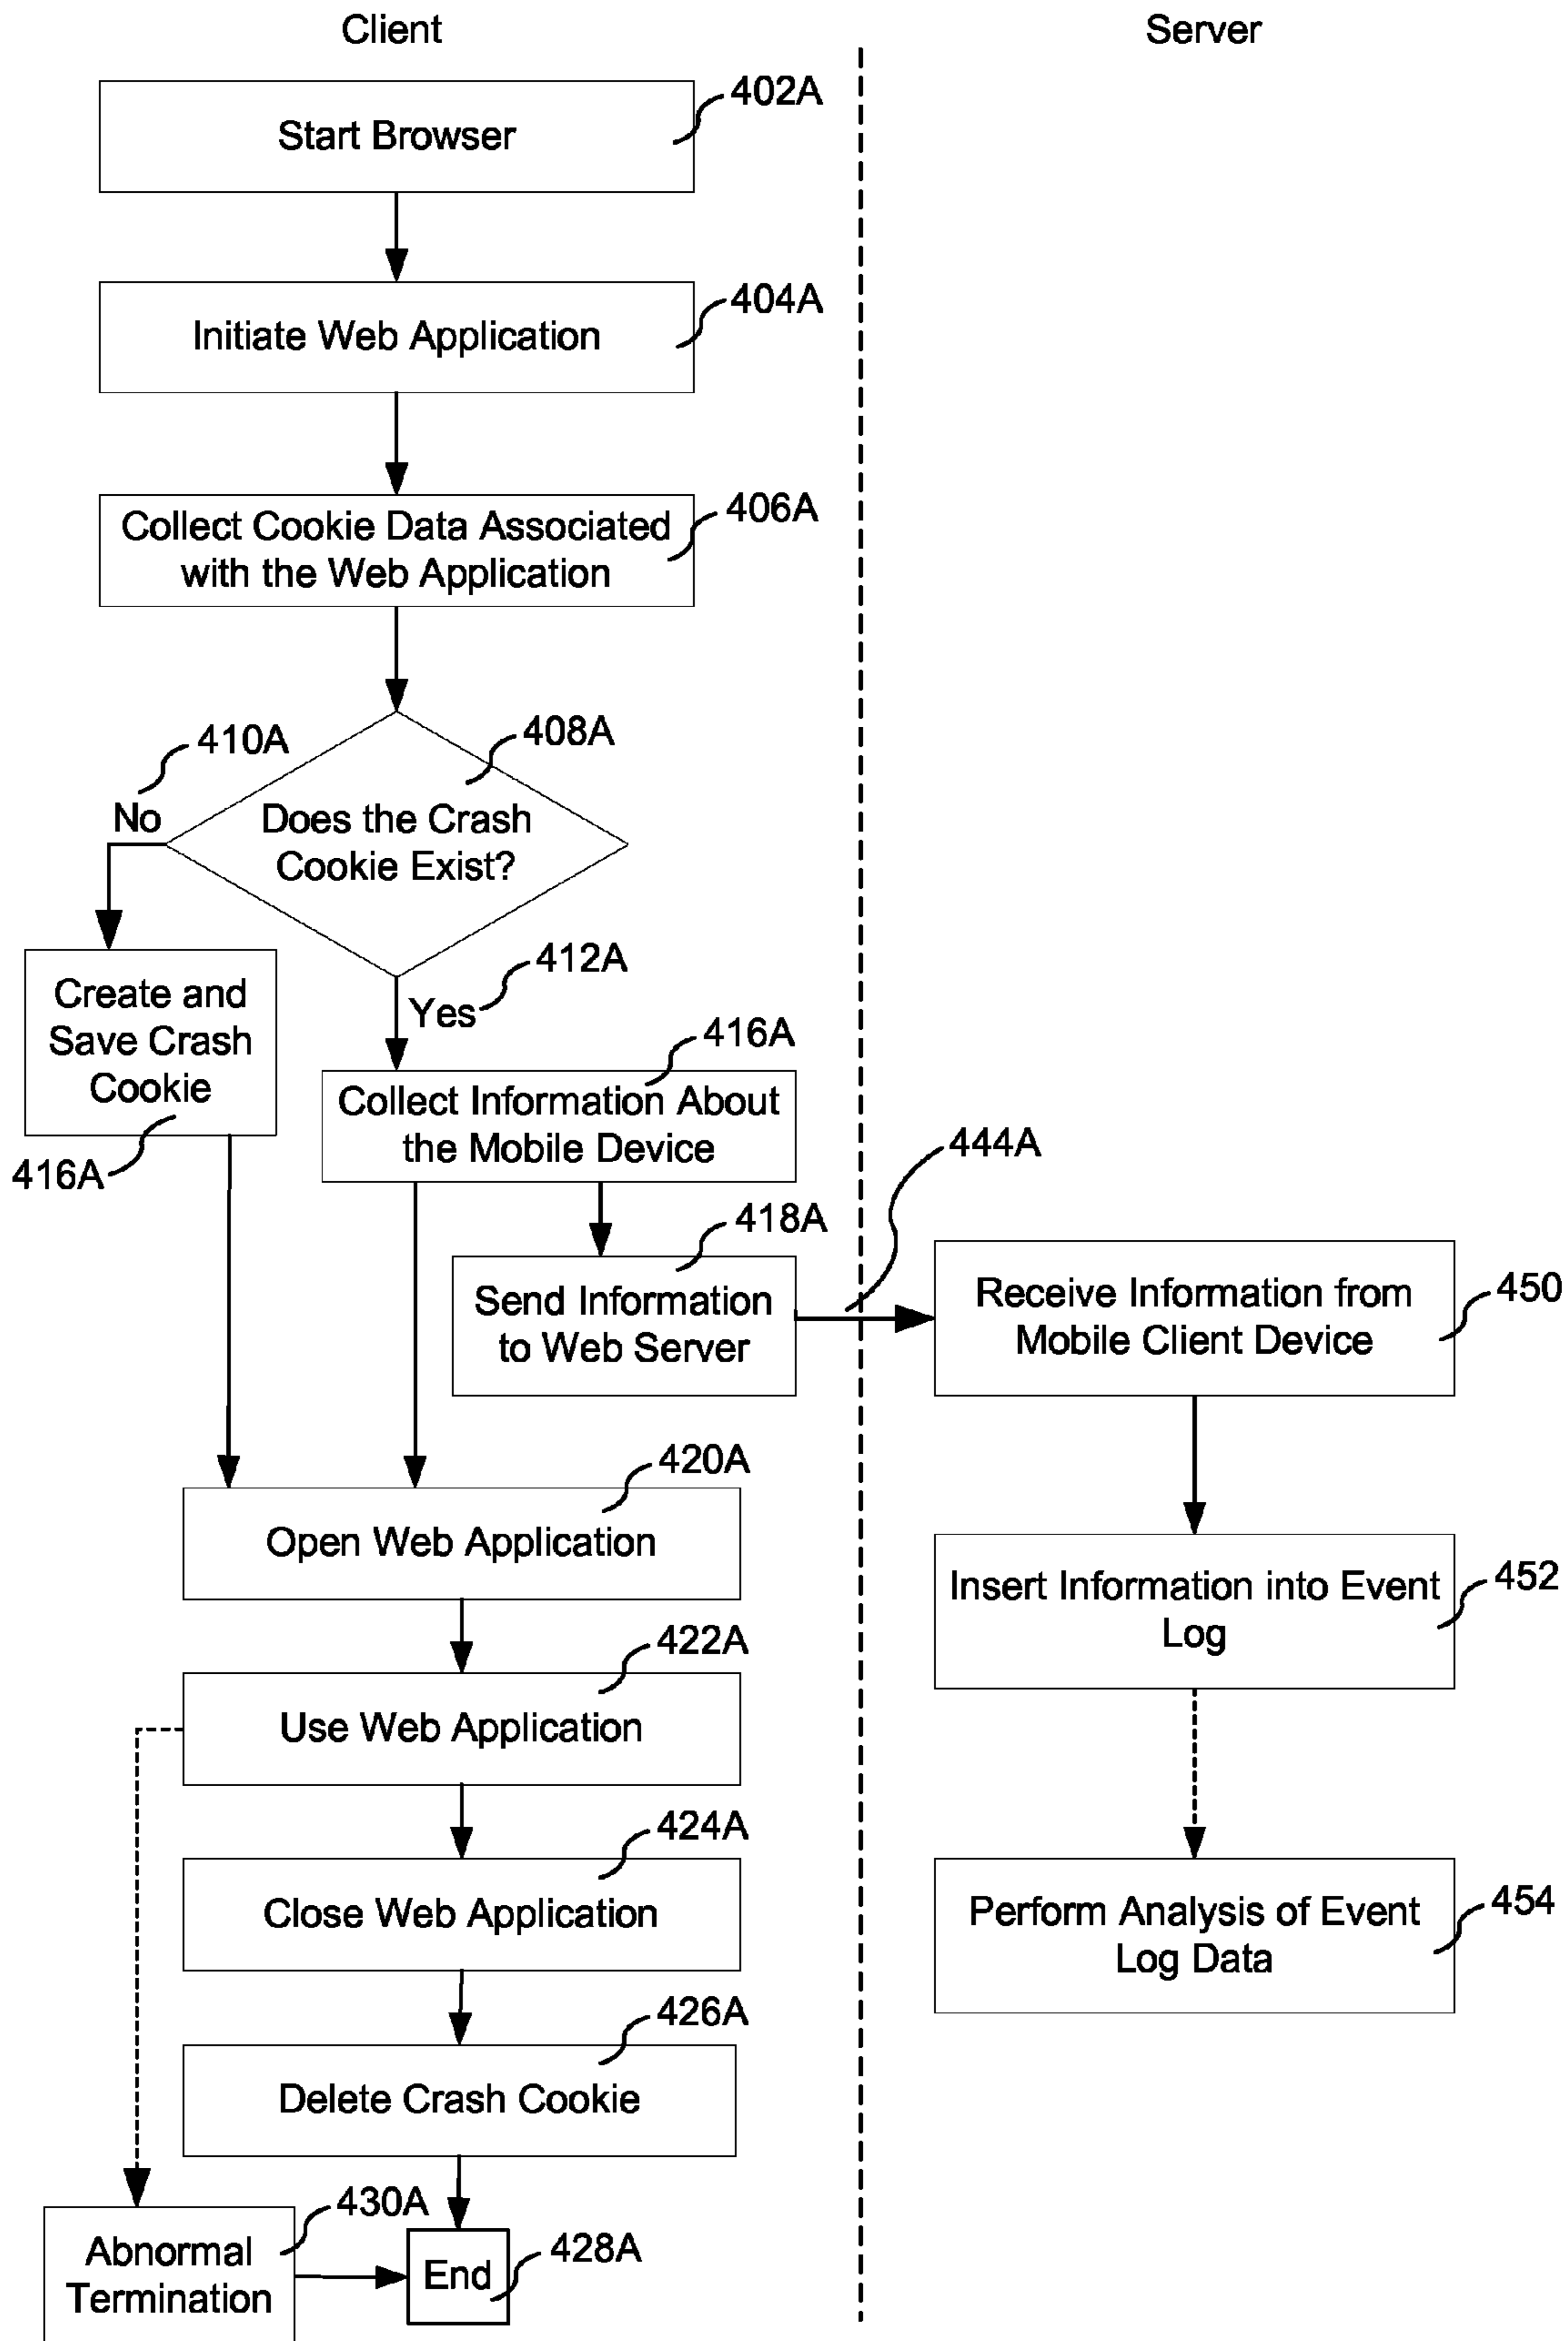 Client
Server
402A
Start Browser
404A
Initiate Web Application
406A
Collect Cookie Data Associated
with the Web Application
410A
408A
No
Does the Crash
Cookie Exist?
412A
Yes
Create and
Save Crash
Cookie
416A
416A
Collect Information About
the Mobile Device
444A
418A
Send Information
to Web Server
Receive Information from
Mobile Client Device
450
420A
Open Web Application
Insert Information into Event
Log
452
422A
Use Web Application
424A
Close Web Application
Perform Analysis of Event
Log Data
454
426A
Delete Crash Cookie
430A
Abnormal
Termination
End
428A